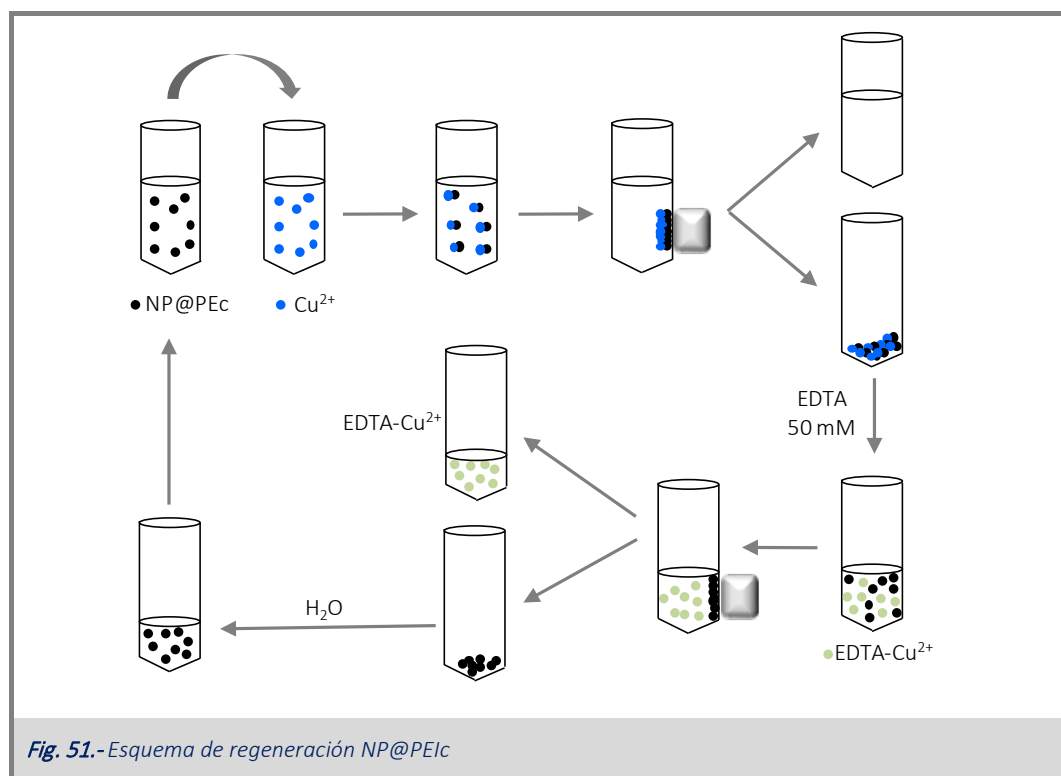 NP@PEc
Cu²⁺
EDTA
50 mM
EDTA-Cu²⁺
H₂O
EDTA-Cu²⁺
Fig. 51.- Esquema de regeneración NP@PEIc